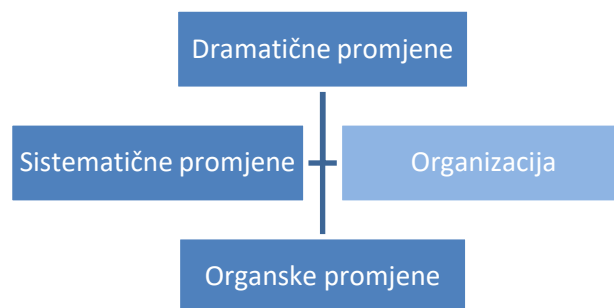 Dramatične promjene
Sistematične promjene
Organizacija
Organske promjene